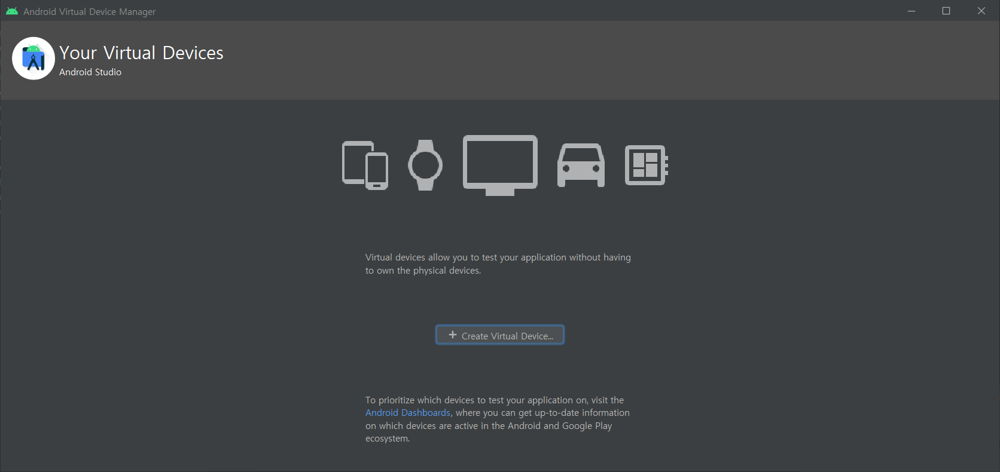 Android Virtual Device Manager
Your Virtual Devices
Android Studio
Virtual devices allow you to test your application without having
to own the physical devices.
Create Virtual Device...
To prioritize which devices to test your application on, visit the
Android Dashboards, where you can get up-to-date information
on which devices are active in the Android and Google Play
ecosystem.